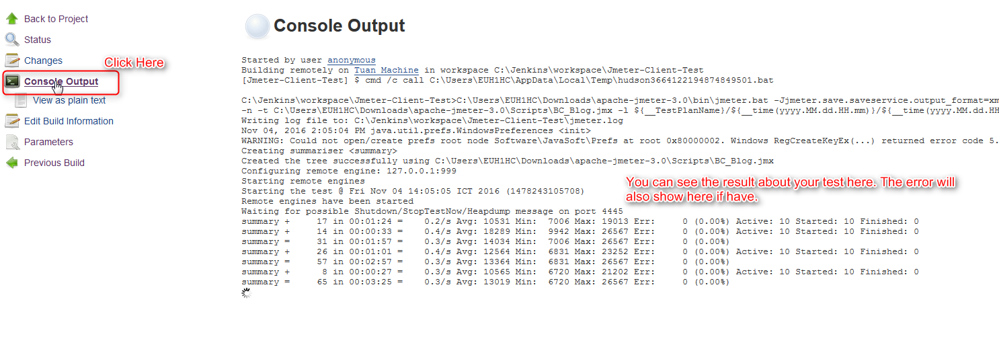 Back to Project
Status
Changes
Click Here
Console Output
View as plain text
Edit Build Information
Parameters
Previous Build
Console Output
Started by user anonymous
Building remotely on Tuan Machine in workspace C:\Jenkins\workspace\Jmeter-Client-Test
[Jmeter-Client-Test] $ cmd /c call C:\Users\EUH1HC\AppData\Local\Temp\hudson3664122194874849501.bat
C:\Jenkins\workspace\Jmeter-Client-Test>C:\Users\EUH1HC\Downloads\apache-jmeter-3.0\bin\jmeter.bat -Jjmeter.save.saveservice.output_format=xm
-n -t C:\Users\EUH1HC\Downloads\apache-jmeter-3.0\Scripts\BC_Blog.jmx -l ${__TestPlanName}/${__time(yyyy.MM.dd.HH.mm)}/${__time(yyyy.MM.dd.HH
Writing log file to: C:\Jenkins\workspace\Jmeter-Client-Test\jmeter.log
Nov 04, 2016 2:05:04 PM java.util.prefs.WindowsPreferences <init>
WARNING: Could not open/create prefs root node Software\JavaSoft\Prefs at root 0x80000002. Windows RegCreateKeyEx(...) returned error code 5.
Creating summariser <summary>
Created the tree successfully using C:\Users\EUH1HC\Downloads\apache-jmeter-3.0\Scripts\BC_Blog.jmx
Configuring remote engine: 127.0.0.1:999
Starting remote engines
Starting the test @ Fri Nov 04 14:05:05 ICT 2016 (1478243105708)
Remote engines have been started
Waiting for possible Shutdown/StopTestNow/Heapdump message on port 4445
You can see the result about your test here. The error will
also show here if have.
summary +     17 in 00:01:24 =    0.2/s Avg: 10531 Min:  7006 Max: 19013 Err:     0 (0.00%) Active: 10 Started: 10 Finished: 0
summary +     14 in 00:00:33 =    0.4/s Avg: 18289 Min:  9942 Max: 26567 Err:     0 (0.00%) Active: 10 Started: 10 Finished: 0
summary =     31 in 00:01:57 =    0.3/s Avg: 14034 Min:  7006 Max: 26567 Err:     0 (0.00%)
summary +     26 in 00:01:01 =    0.4/s Avg: 12564 Min:  6831 Max: 23252 Err:     0 (0.00%) Active: 10 Started: 10 Finished: 0
summary =     57 in 00:02:57 =    0.3/s Avg: 13364 Min:  6831 Max: 26567 Err:     0 (0.00%)
summary +      8 in 00:00:27 =    0.3/s Avg: 10565 Min:  6720 Max: 21202 Err:     0 (0.00%) Active: 10 Started: 10 Finished: 0
summary =     65 in 00:03:25 =    0.3/s Avg: 13019 Min:  6720 Max: 26567 Err:     0 (0.00%)